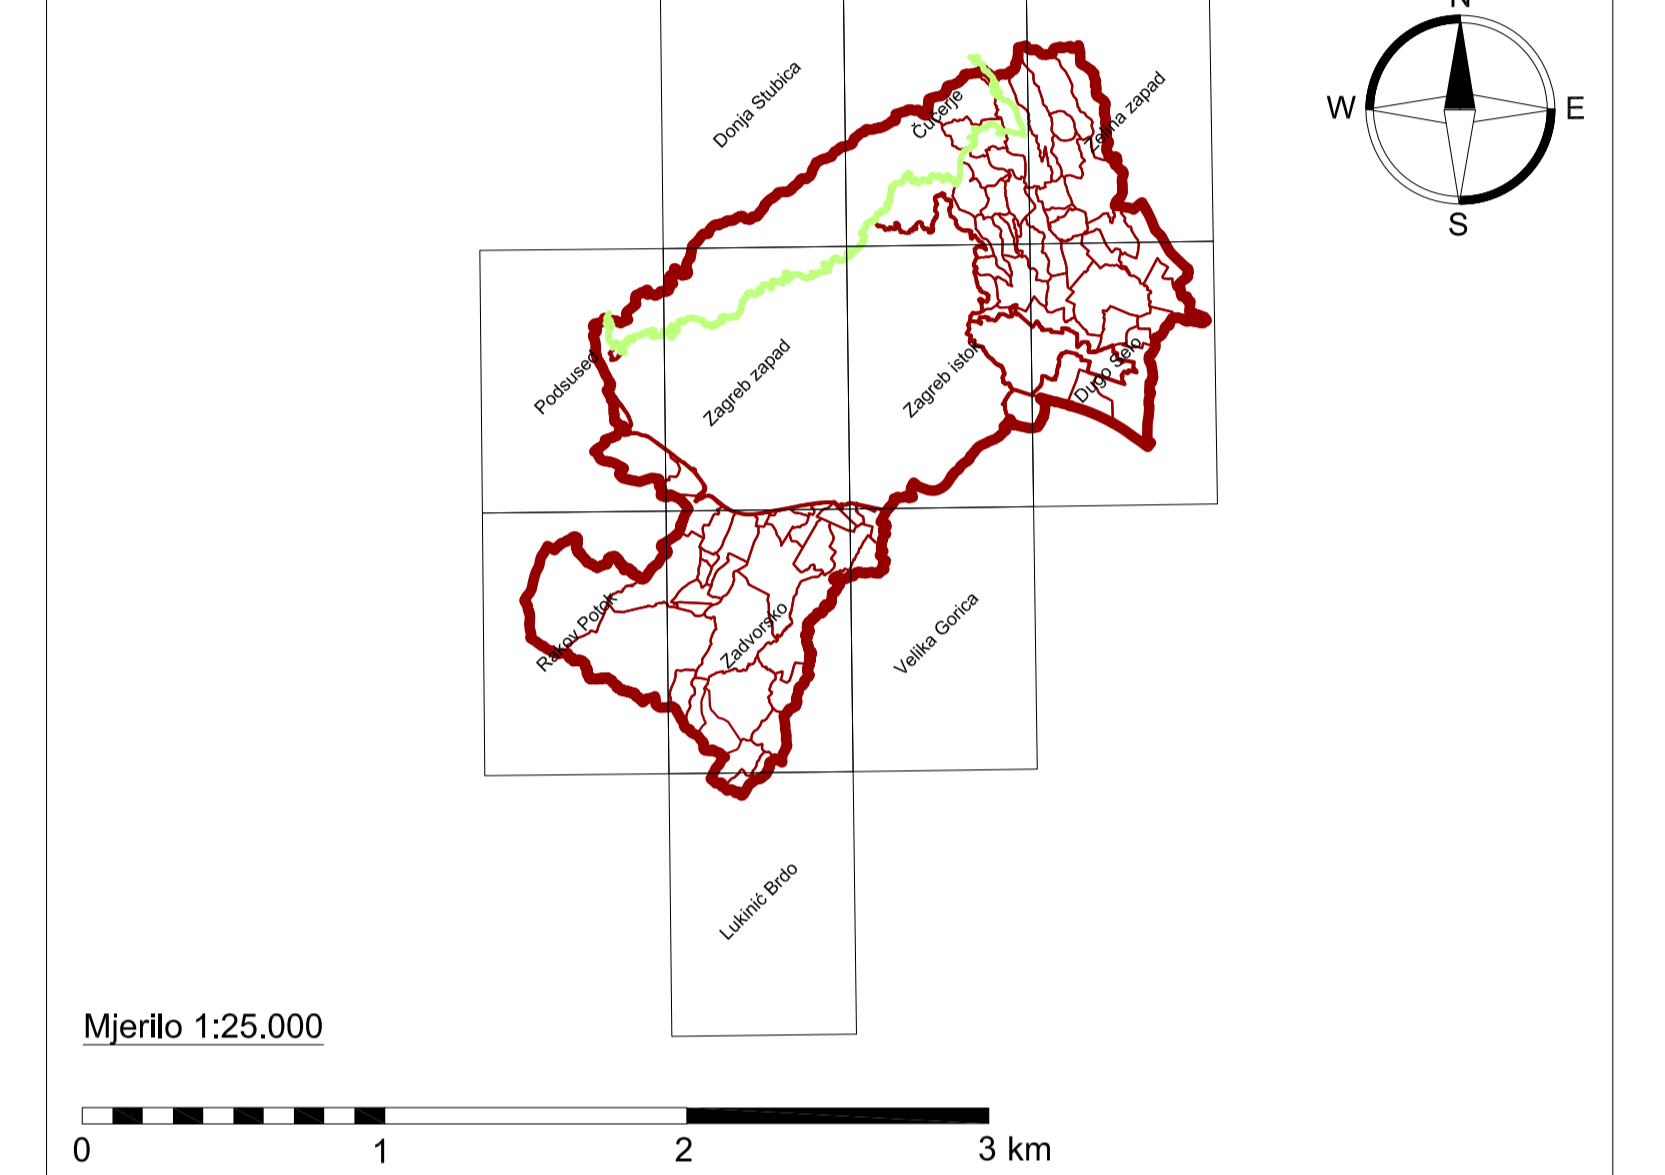 N
Donja Stubica
Čučerje
Zelina zapad
W
E
S
Podsused
Zagreb zapad
Zagreb istok
Dugo Selo
Rakov Potok
Zadvorsko
Velika Gorica
Lukinić Brdo
Mjerilo 1:25.000
0 1 2 3 km